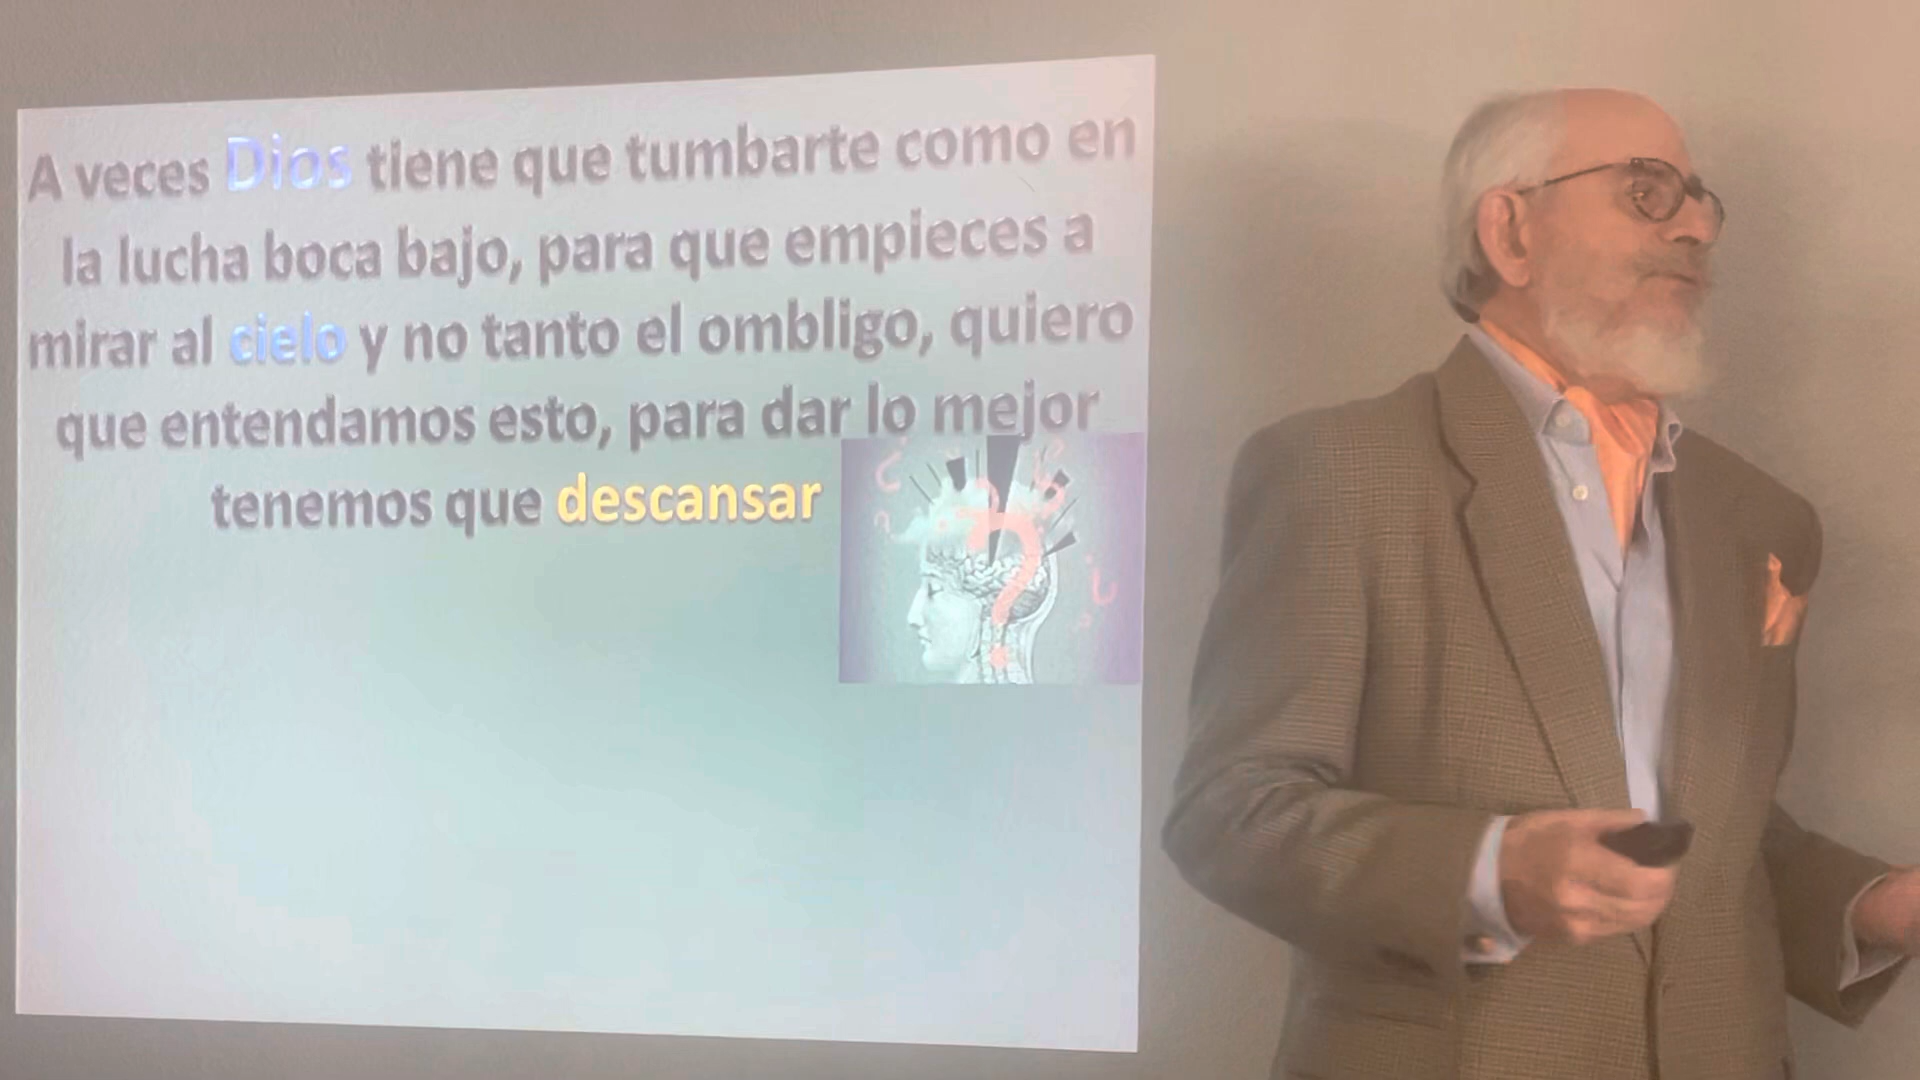 A veces Dios tiene que tumbarte como en
la lucha boca bajo, para que empieces a
mirar al cielo y no tanto el ombligo, quiero
que entendamos esto, para dar lo mejor
tenemos que descansar